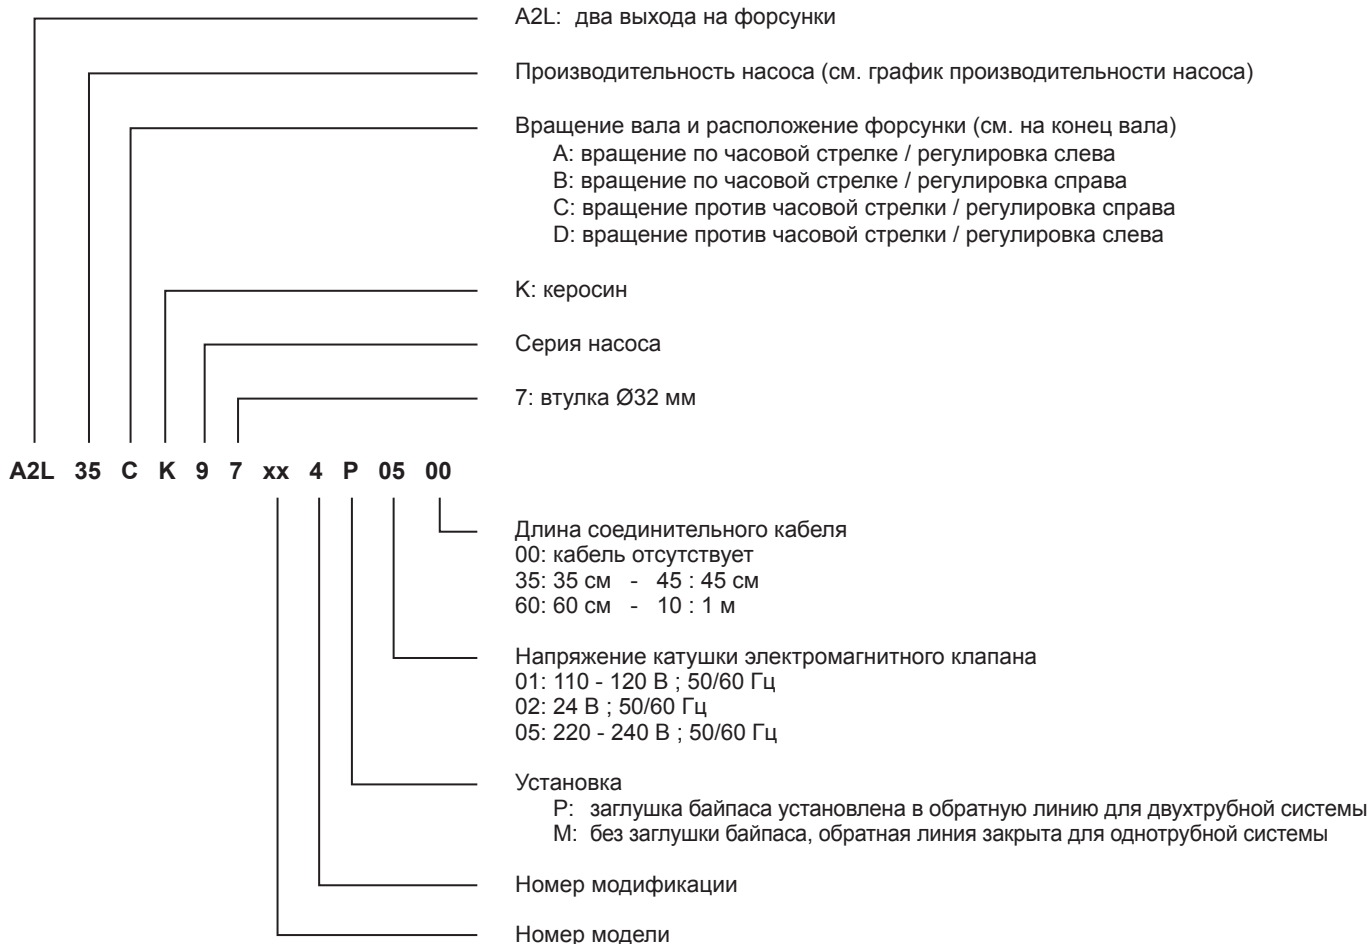 A2L: два выхода на форсунки
Производительность насоса (см. график производительности насоса)
Вращение вала и расположение форсунки (см. на конец вала)
A: вращение по часовой стрелке / регулировка слева
B: вращение по часовой стрелке / регулировка справа
C: вращение против часовой стрелки / регулировка справа
D: вращение против часовой стрелки / регулировка слева
K: керосин
Серия насоса
7: втулка Ø32 мм
A2L 35 C K 9 7 xx 4 P 05 00
Длина соединительного кабеля
00: кабель отсутствует
35: 35 см - 45 : 45 см
60: 60 см - 10 : 1 м
Напряжение катушки электромагнитного клапана
01: 110 - 120 В ; 50/60 Гц
02: 24 В ; 50/60 Гц
05: 220 - 240 В ; 50/60 Гц
Установка
P: заглушка байпаса установлена в обратную линию для двухтрубной системы
M: без заглушки байпаса, обратная линия закрыта для однотрубной системы
Номер модификации
Номер модели